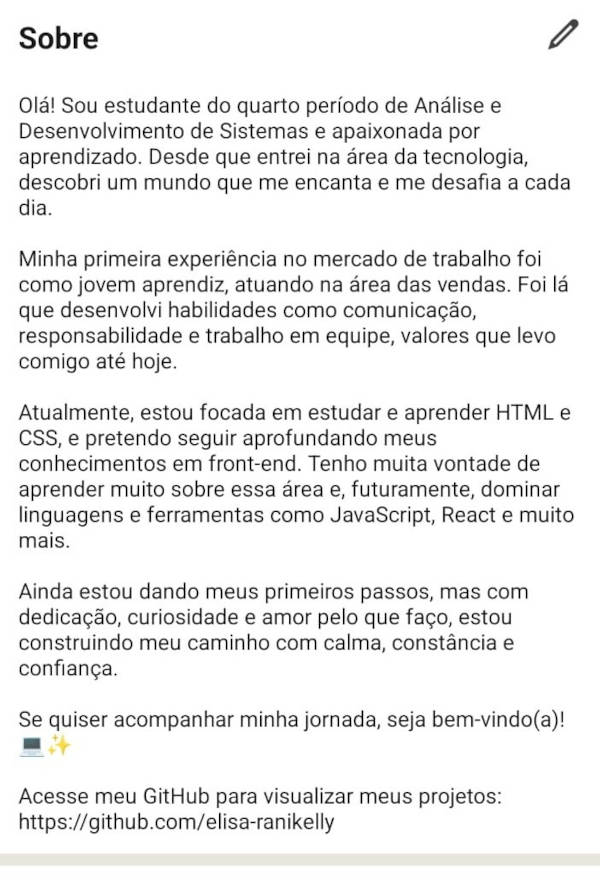 Sobre
Olá! Sou estudante do quarto período de Análise e
Desenvolvimento de Sistemas e apaixonada por
aprendizado. Desde que entrei na área da tecnologia,
descobri um mundo que me encanta e me desafia a cada
dia.
Minha primeira experiência no mercado de trabalho foi
como jovem aprendiz, atuando na área das vendas. Foi lá
que desenvolvi habilidades como comunicação,
responsabilidade e trabalho em equipe, valores que levo
comigo até hoje.
Atualmente, estou focada em estudar e aprender HTML e
CSS, e pretendo seguir aprofundando meus
conhecimentos em front-end. Tenho muita vontade de
aprender muito sobre essa área e, futuramente, dominar
linguagens e ferramentas como JavaScript, React e muito
mais.
Ainda estou dando meus primeiros passos, mas com
dedicação, curiosidade e amor pelo que faço, estou
construindo meu caminho com calma, constância e
confiança.
Se quiser acompanhar minha jornada, seja bem-vindo(a)!
💻✨
Acesse meu GitHub para visualizar meus projetos:
https://github.com/elisa-ranikelly